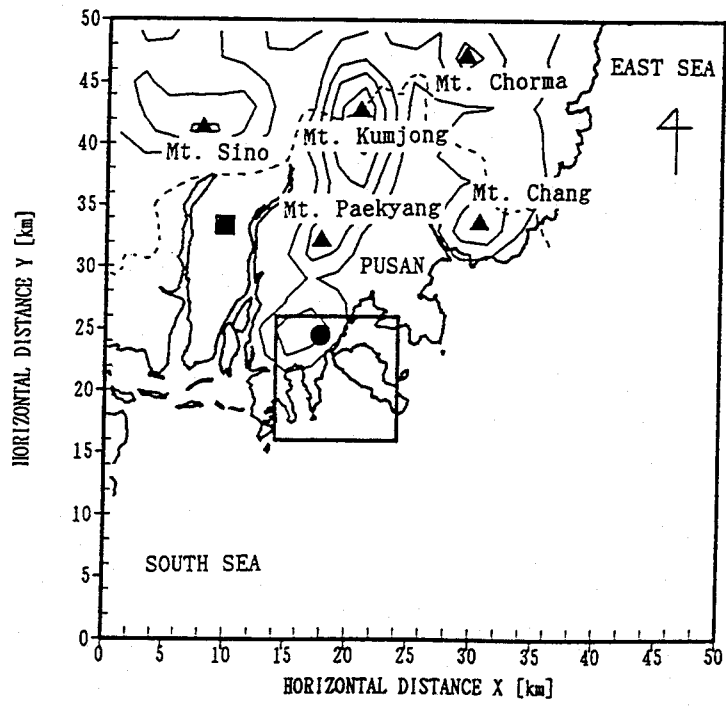 50
45
40
35
30
25
20
15
10
5
0
HORIZONTAL DISTANCE Y [km]
EAST SEA
Mt. Chorma
Mt. Kumjong
Mt. Sino
Mt. Chang
Mt. Paekyang
PUSAN
SOUTH SEA
0 5 10 15 20 25 30 35 40 45 50
HORIZONTAL DISTANCE X [km]